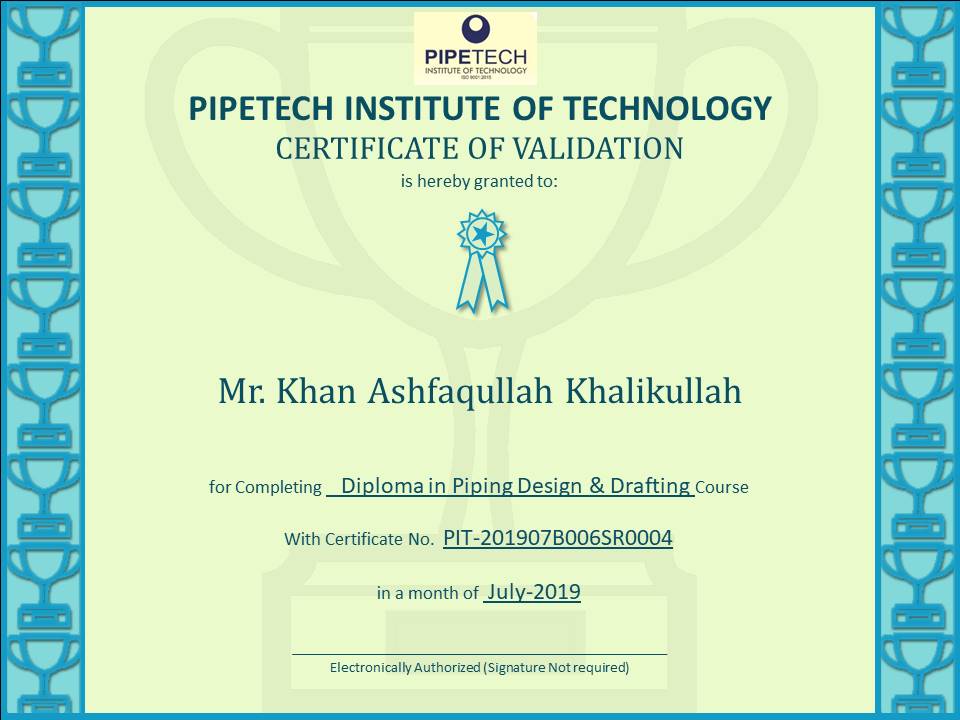 PIPETECH
INSTITUTE OF TECHNOLOGY
ISO 9001:2015
PIPETECH INSTITUTE OF TECHNOLOGY
CERTIFICATE OF VALIDATION
is hereby granted to:
Mr. Khan Ashfaqullah Khalikullah
for Completing Diploma in Piping Design & Drafting Course
With Certificate No. PIT-201907B006SR0004
in a month of July-2019
Electronically Authorized (Signature Not required)